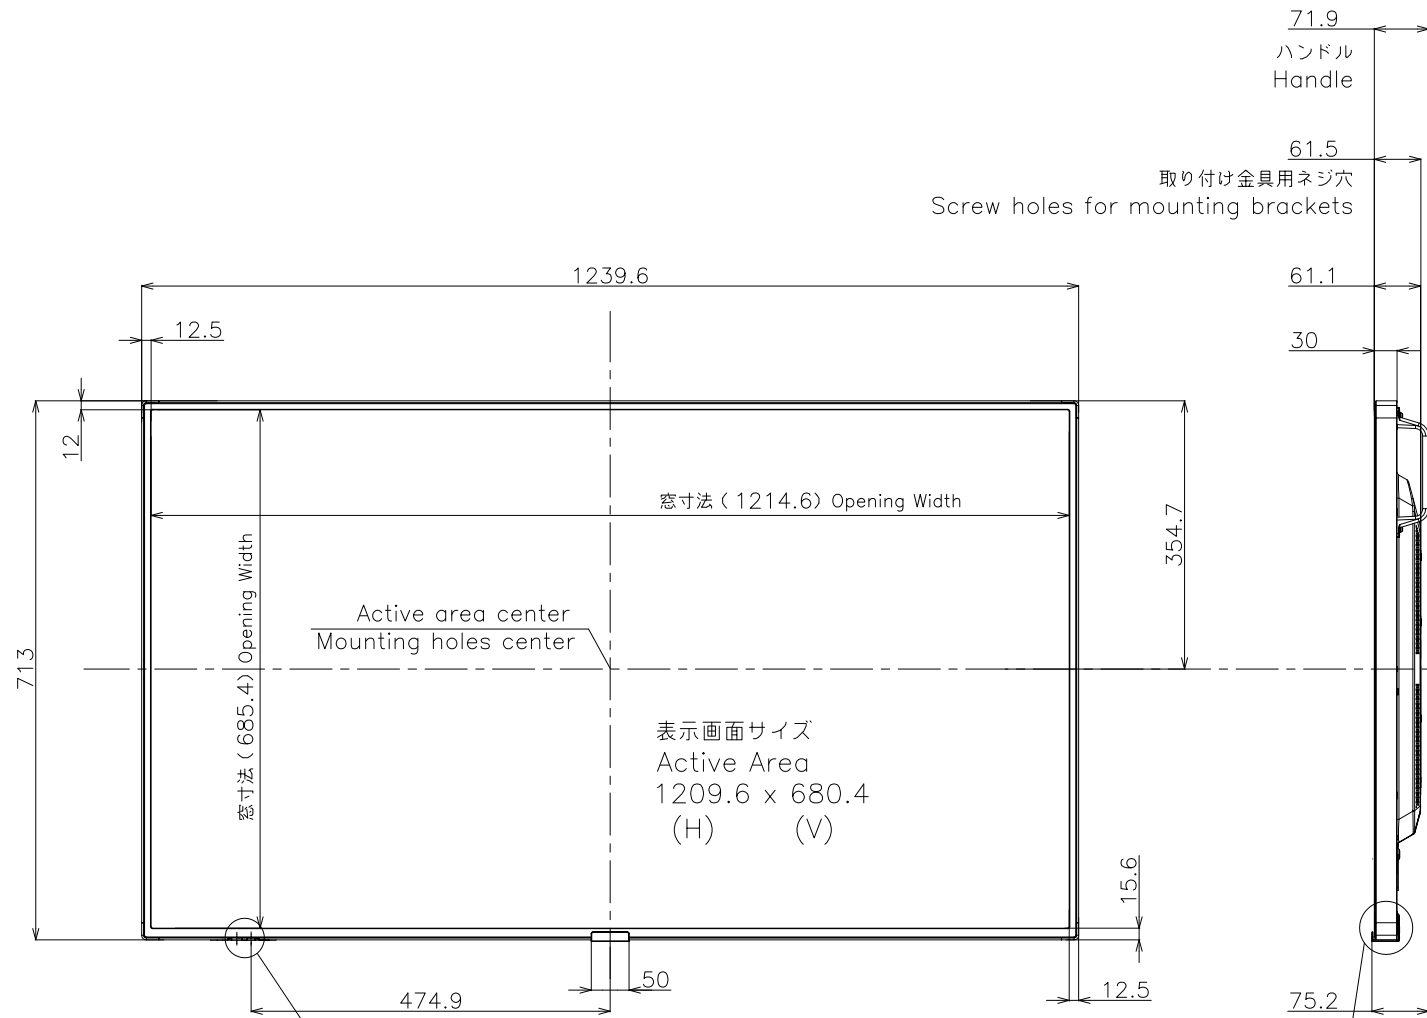 71.9
ハンドル
Handle
61.5
取り付け金具用ネジ穴
Screw holes for mounting brackets
1239.6
61.1
12.5
30
12
窓寸法(1214.6) Opening Width
354.7
窓寸法(685.4) Opening Width
Active area center
Mounting holes center
713
表示画面サイズ
Active Area
1209.6 x 680.4
(H) (V)
15.6
50
474.9
12.5
75.2